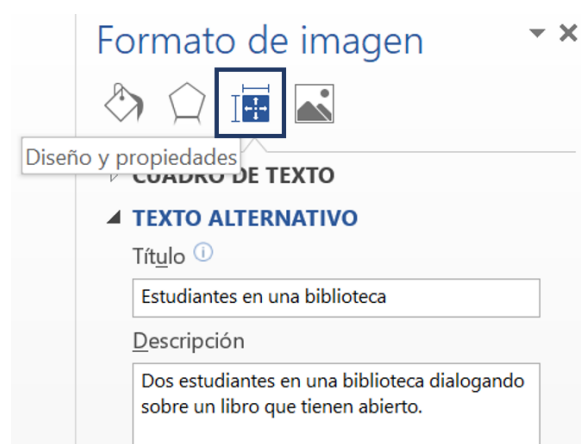 Formato de imagen
Diseño y propiedades
CUADRO DE TEXTO
TEXTO ALTERNATIVO
Título
Estudiantes en una biblioteca
Descripción
Dos estudiantes en una biblioteca dialogando
sobre un libro que tienen abierto.